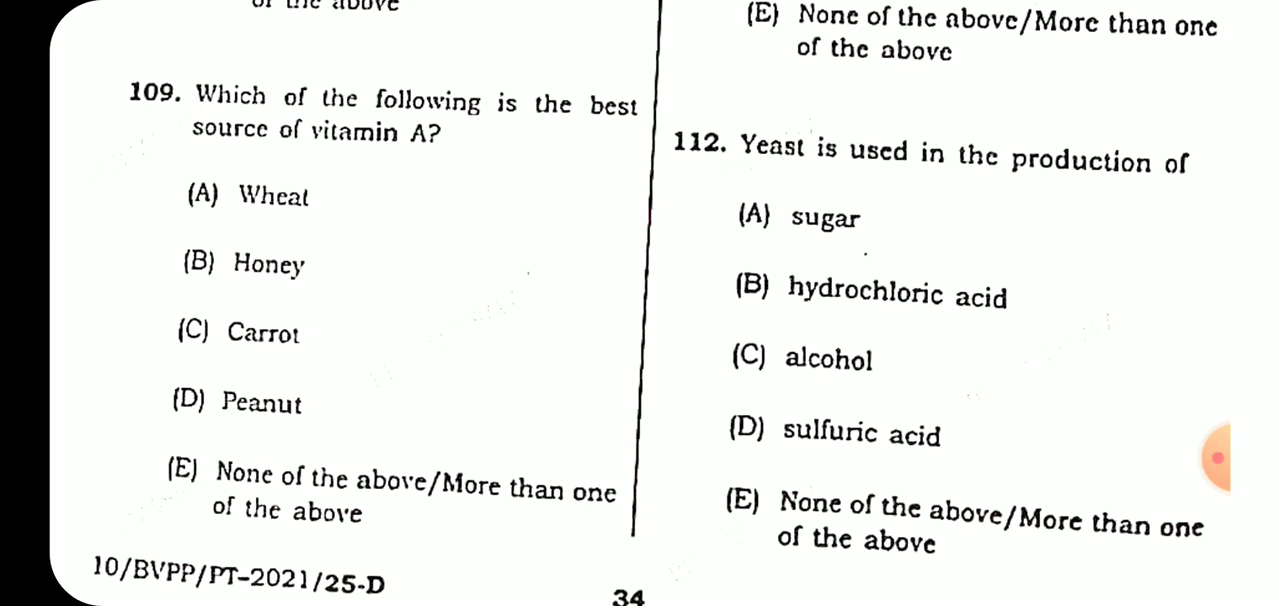 of the above
109. Which of the following is the best
source of vitamin A?
(A) Wheat
(B) Honey
(C) Carrot
(D) Peanut
(E) None of the above/More than one
of the above
10/BVPP/PT–2021/25-D
(E) None of the above/More than one
of the above
112. Yeast is used in the production of
(A) sugar
(B) hydrochloric acid
(C) alcohol
(D) sulfuric acid
(E) None of the above/More than one
of the above
34